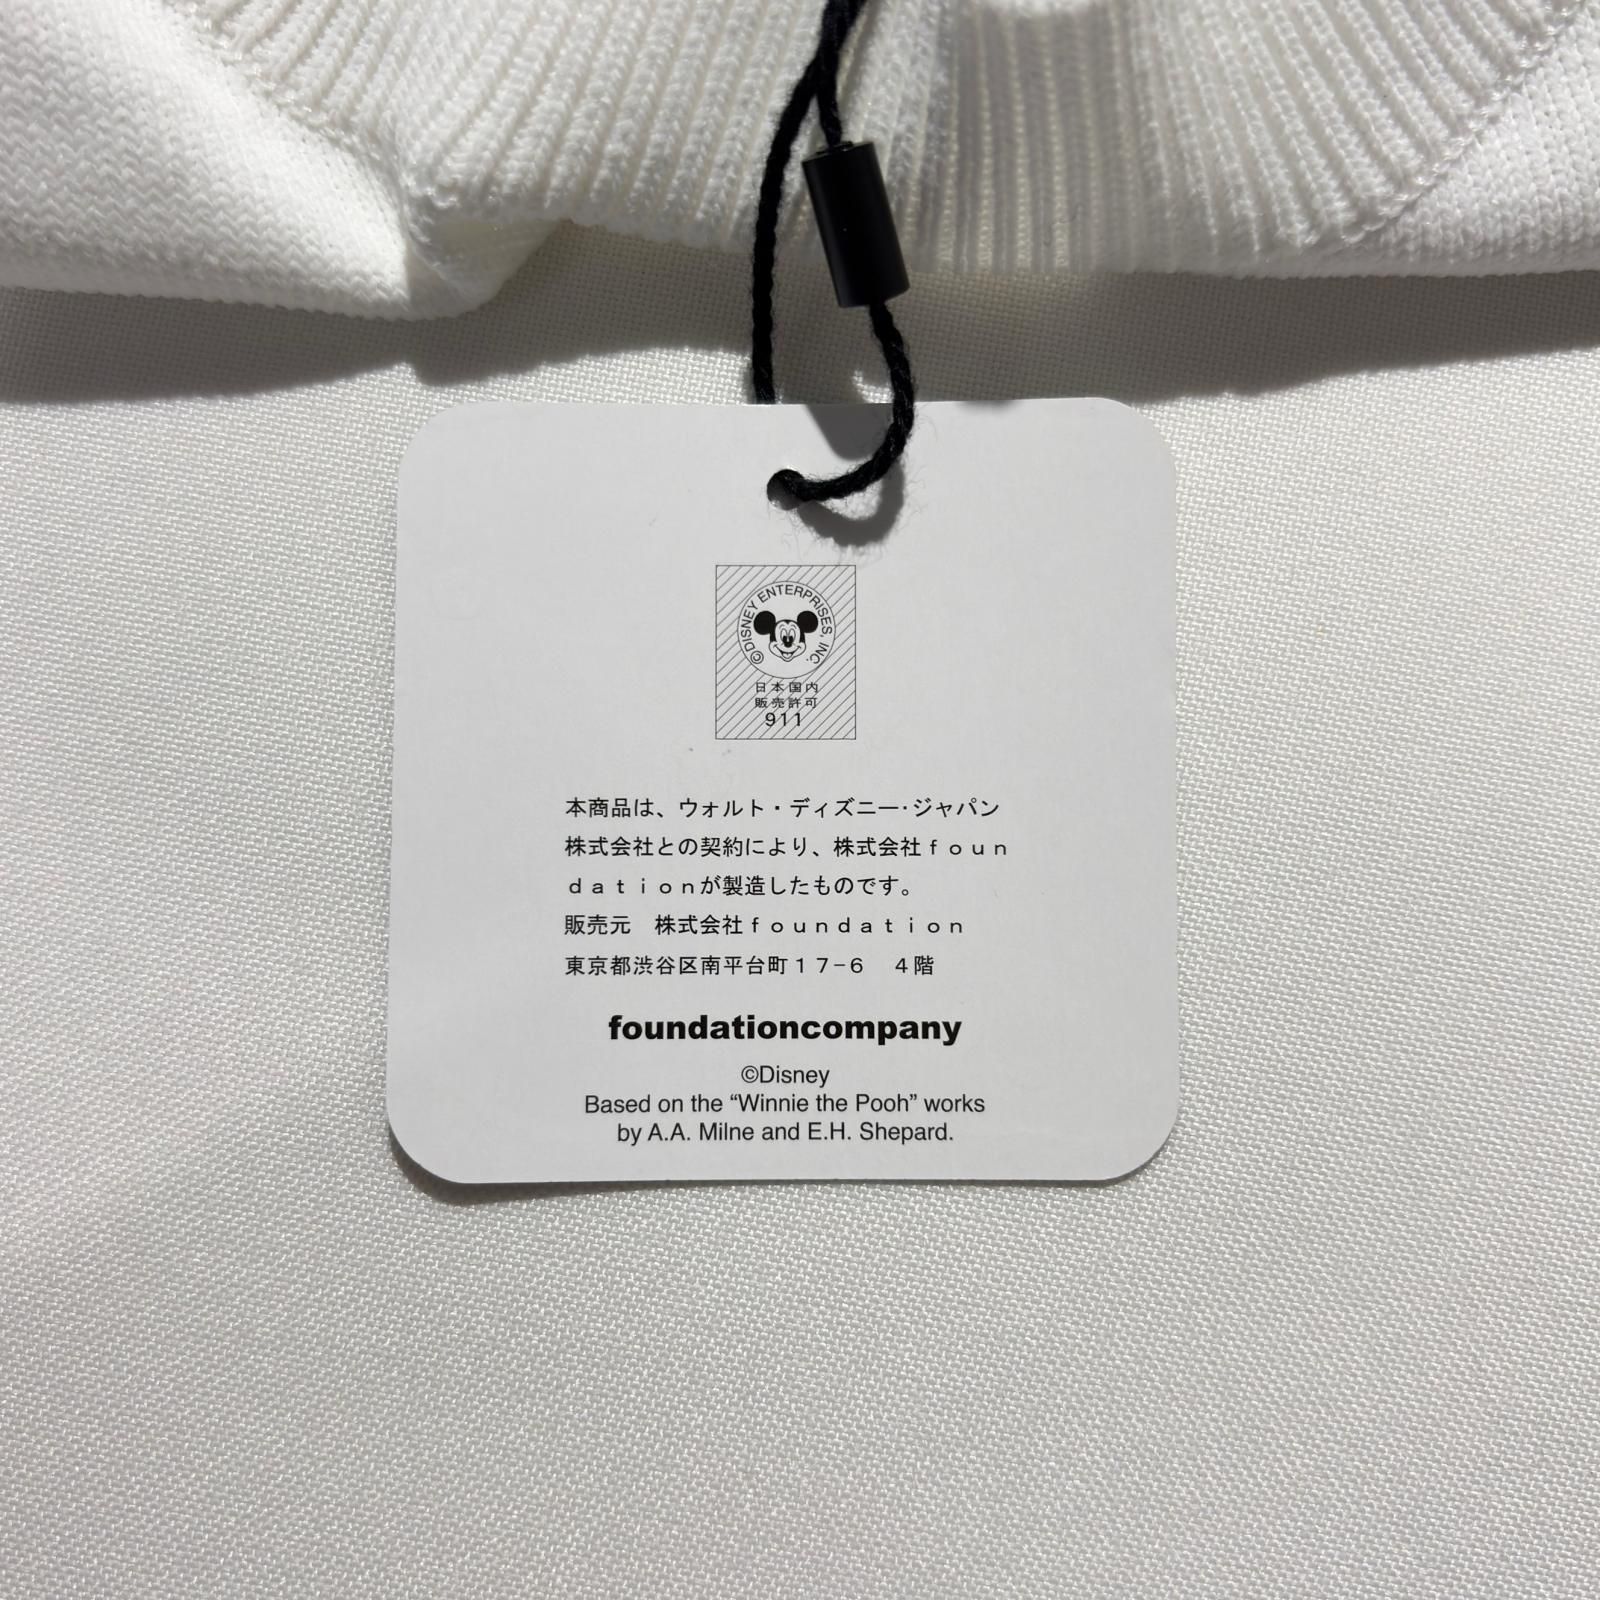 ©DISNEY ENTERPRISES, INC.
日本国内
販売許可
911
本商品は、ウォルト・ディズニー・ジャパン
株式会社との契約により、株式会社ｆｏｕｎ
ｄａｔｉｏｎが製造したものです。
販売元　株式会社ｆｏｕｎｄａｔｉｏｎ
東京都渋谷区南平台町１７−６　４階
foundationcompany
©Disney
Based on the “Winnie the Pooh” works
by A.A. Milne and E.H. Shepard.